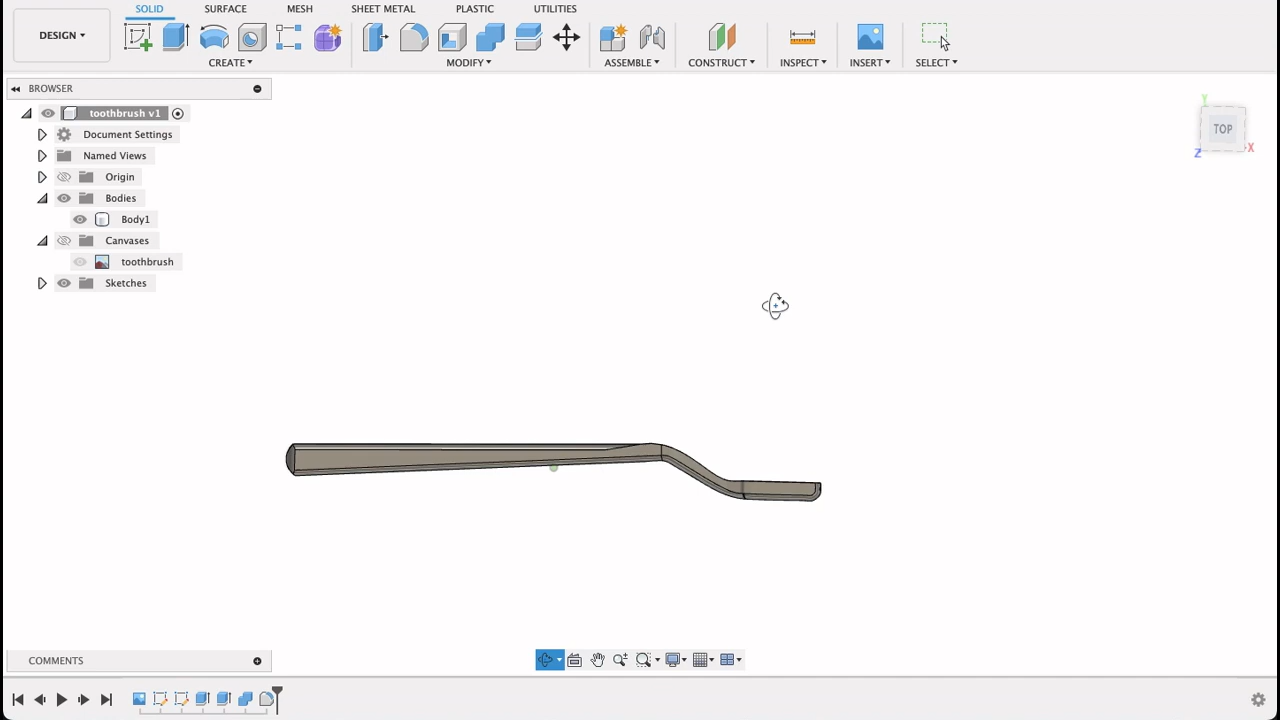 SOLID SURFACE MESH SHEET METAL PLASTIC UTILITIES
DESIGN
CREATE MODIFY ASSEMBLE CONSTRUCT INSPECT INSERT SELECT
BROWSER
toothbrush v1
Document Settings
Named Views
Origin
Bodies
Body1
Canvases
toothbrush
Sketches
Y
TOP
X
Z
COMMENTS